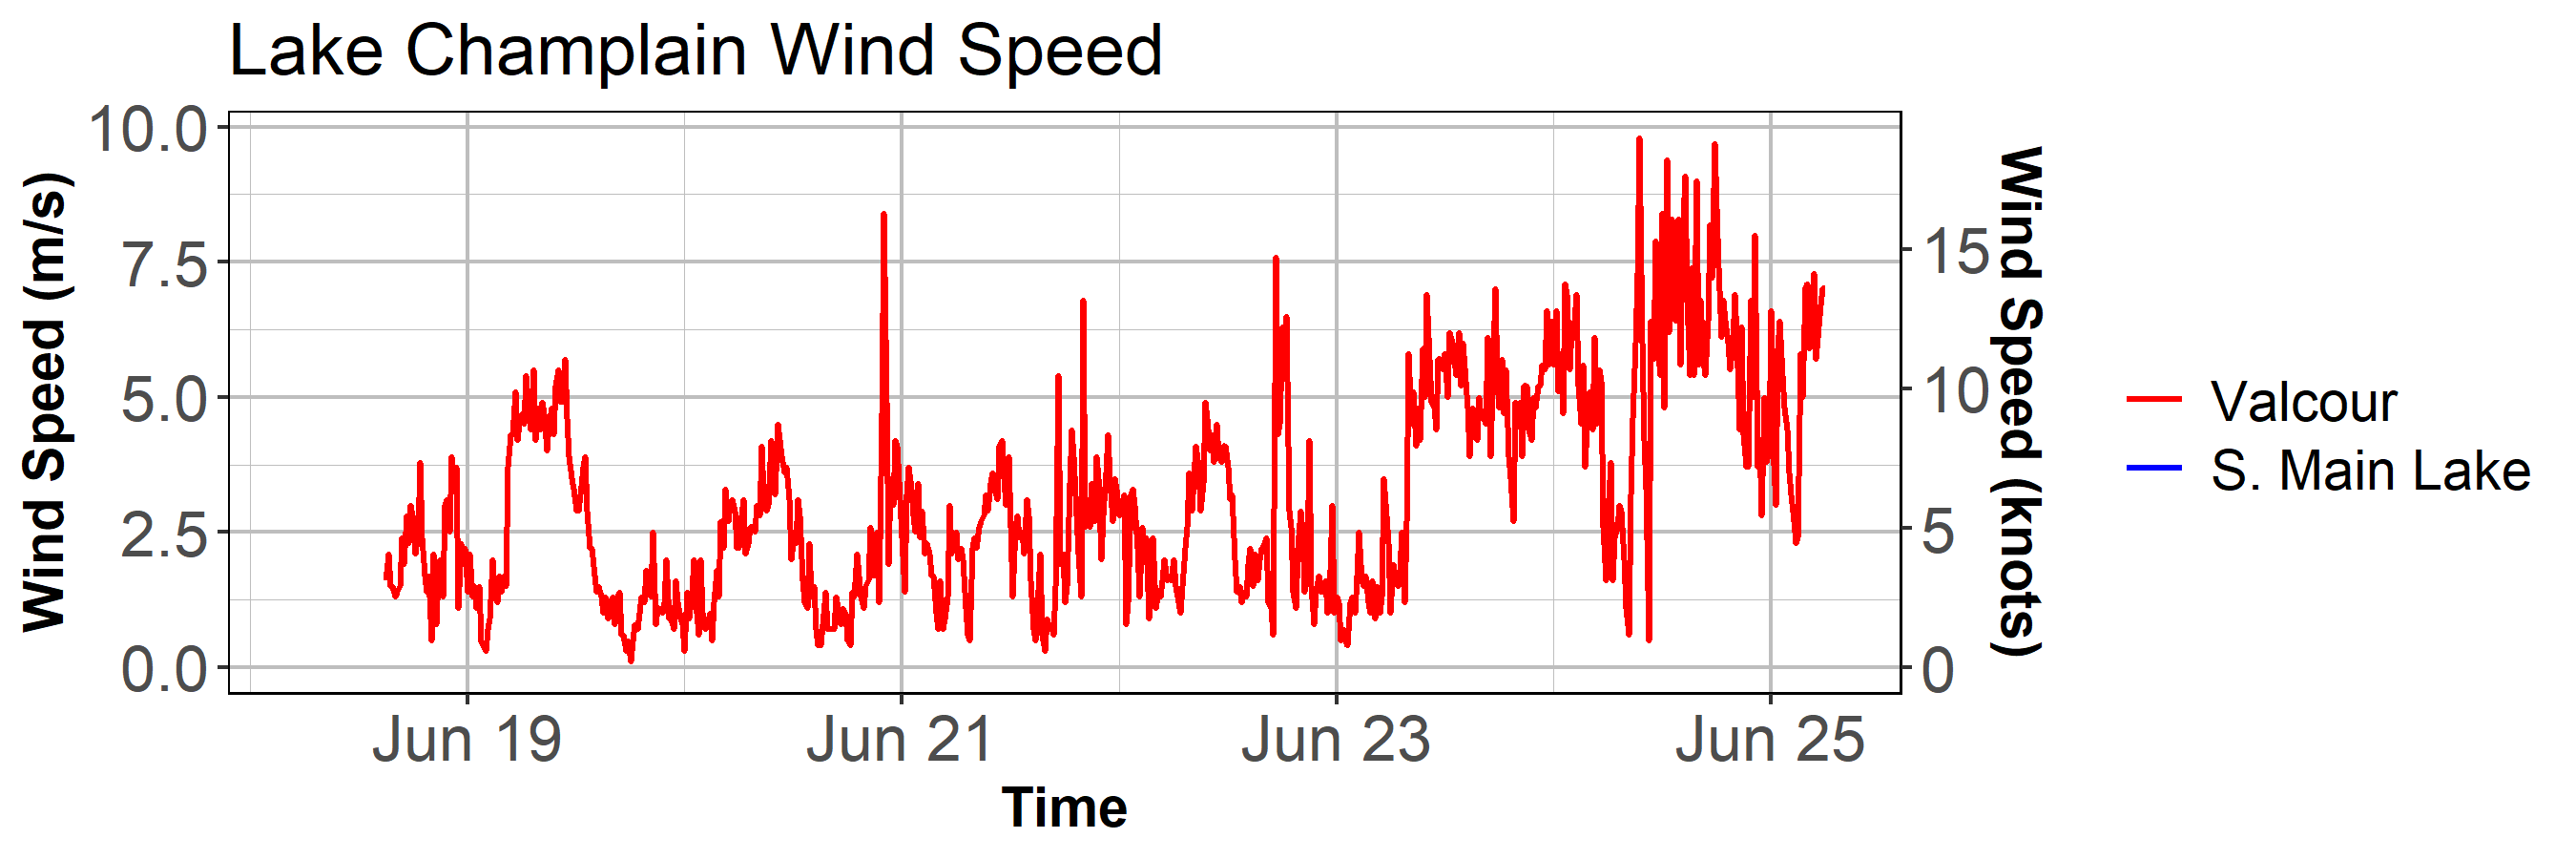 Lake Champlain Wind Speed
Wind Speed (m/s)
10.0
7.5
5.0
2.5
0.0
Jun 19
Jun 21
Jun 23
Jun 25
Time
15
10
5
0
Wind Speed (knots)
Valcour
S. Main Lake